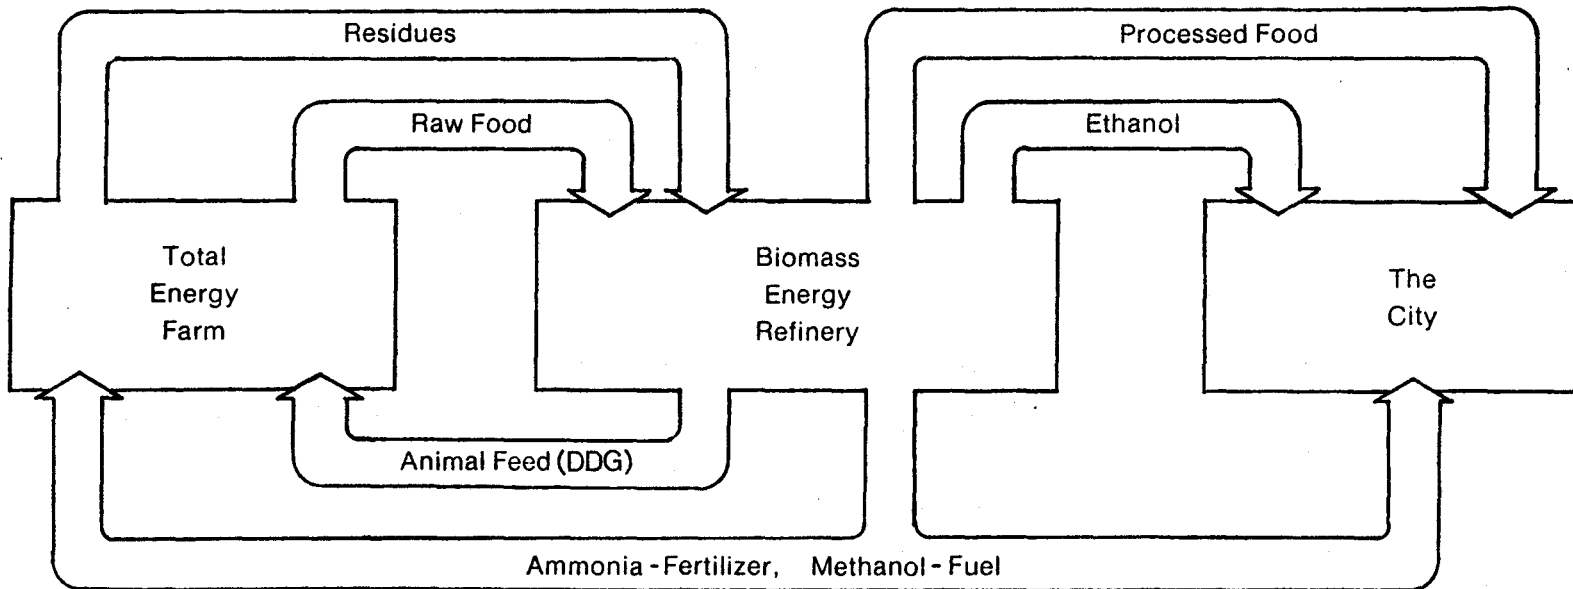 Residues
Processed Food
Raw Food
Ethanol
Total
Energy
Farm
Biomass
Energy
Refinery
The
City
Animal Feed (DDG)
Ammonia-Fertilizer, Methanol-Fuel